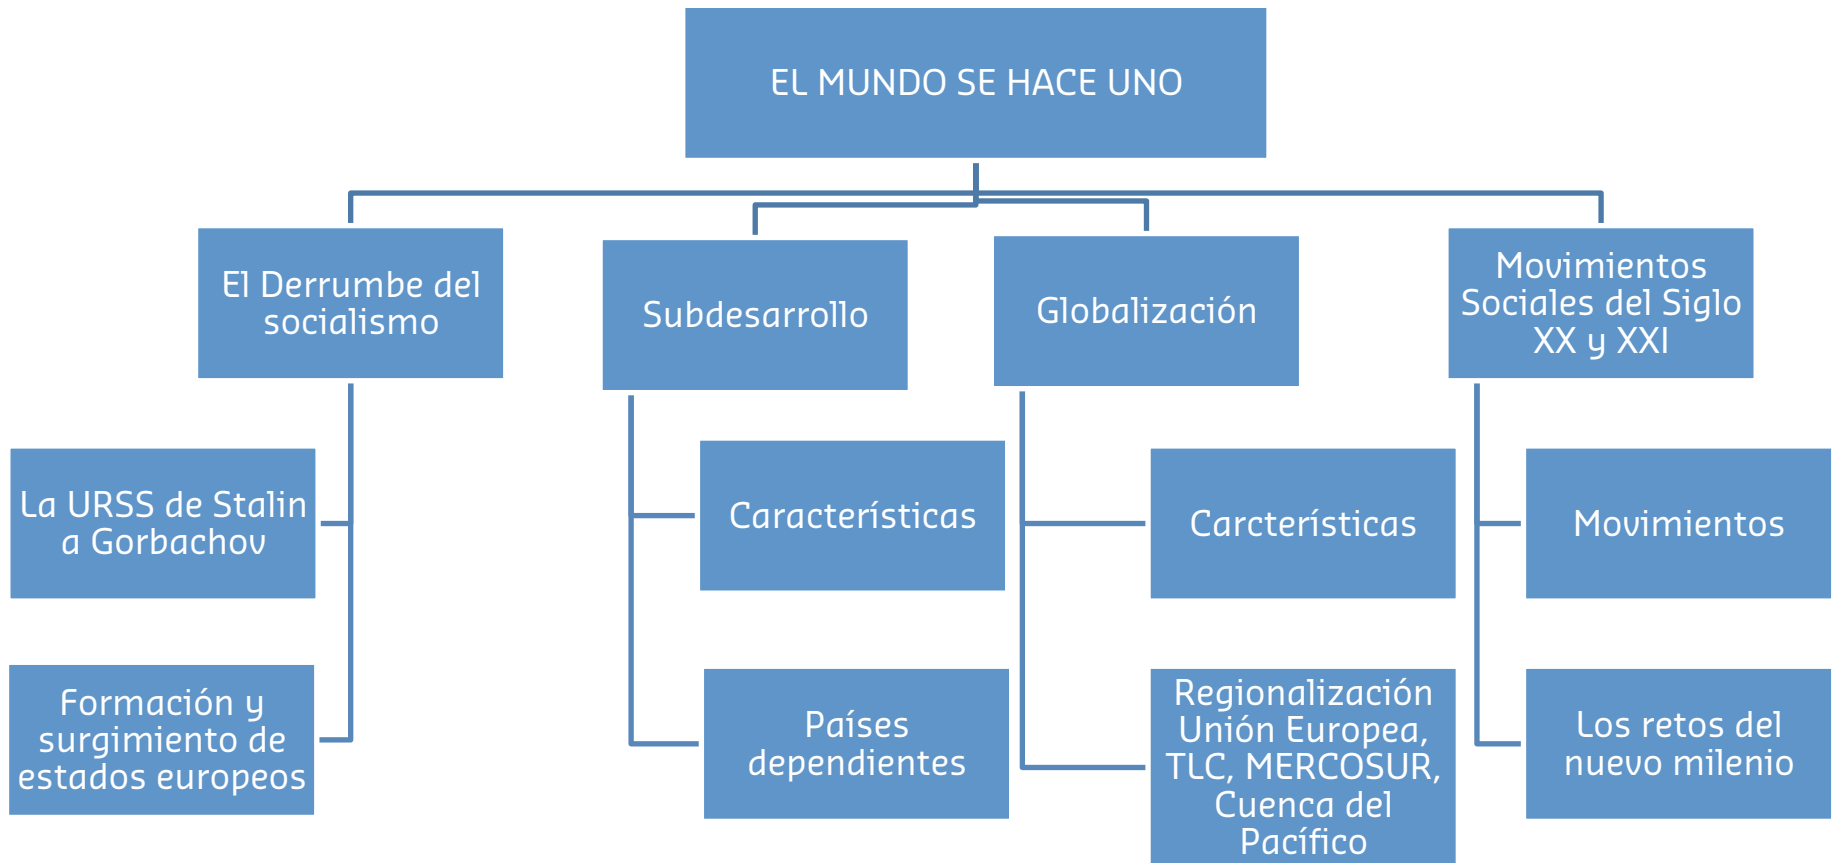 EL MUNDO SE HACE UNO
El Derrumbe del
socialismo
Subdesarrollo
Globalización
Movimientos
Sociales del Siglo
XX y XXI
La URSS de Stalin
a Gorbachov
Características
Carcterísticas
Movimientos
Formación y
surgimiento de
estados europeos
Países
dependientes
Regionalización
Unión Europea,
TLC, MERCOSUR,
Cuenca del
Pacífico
Los retos del
nuevo milenio